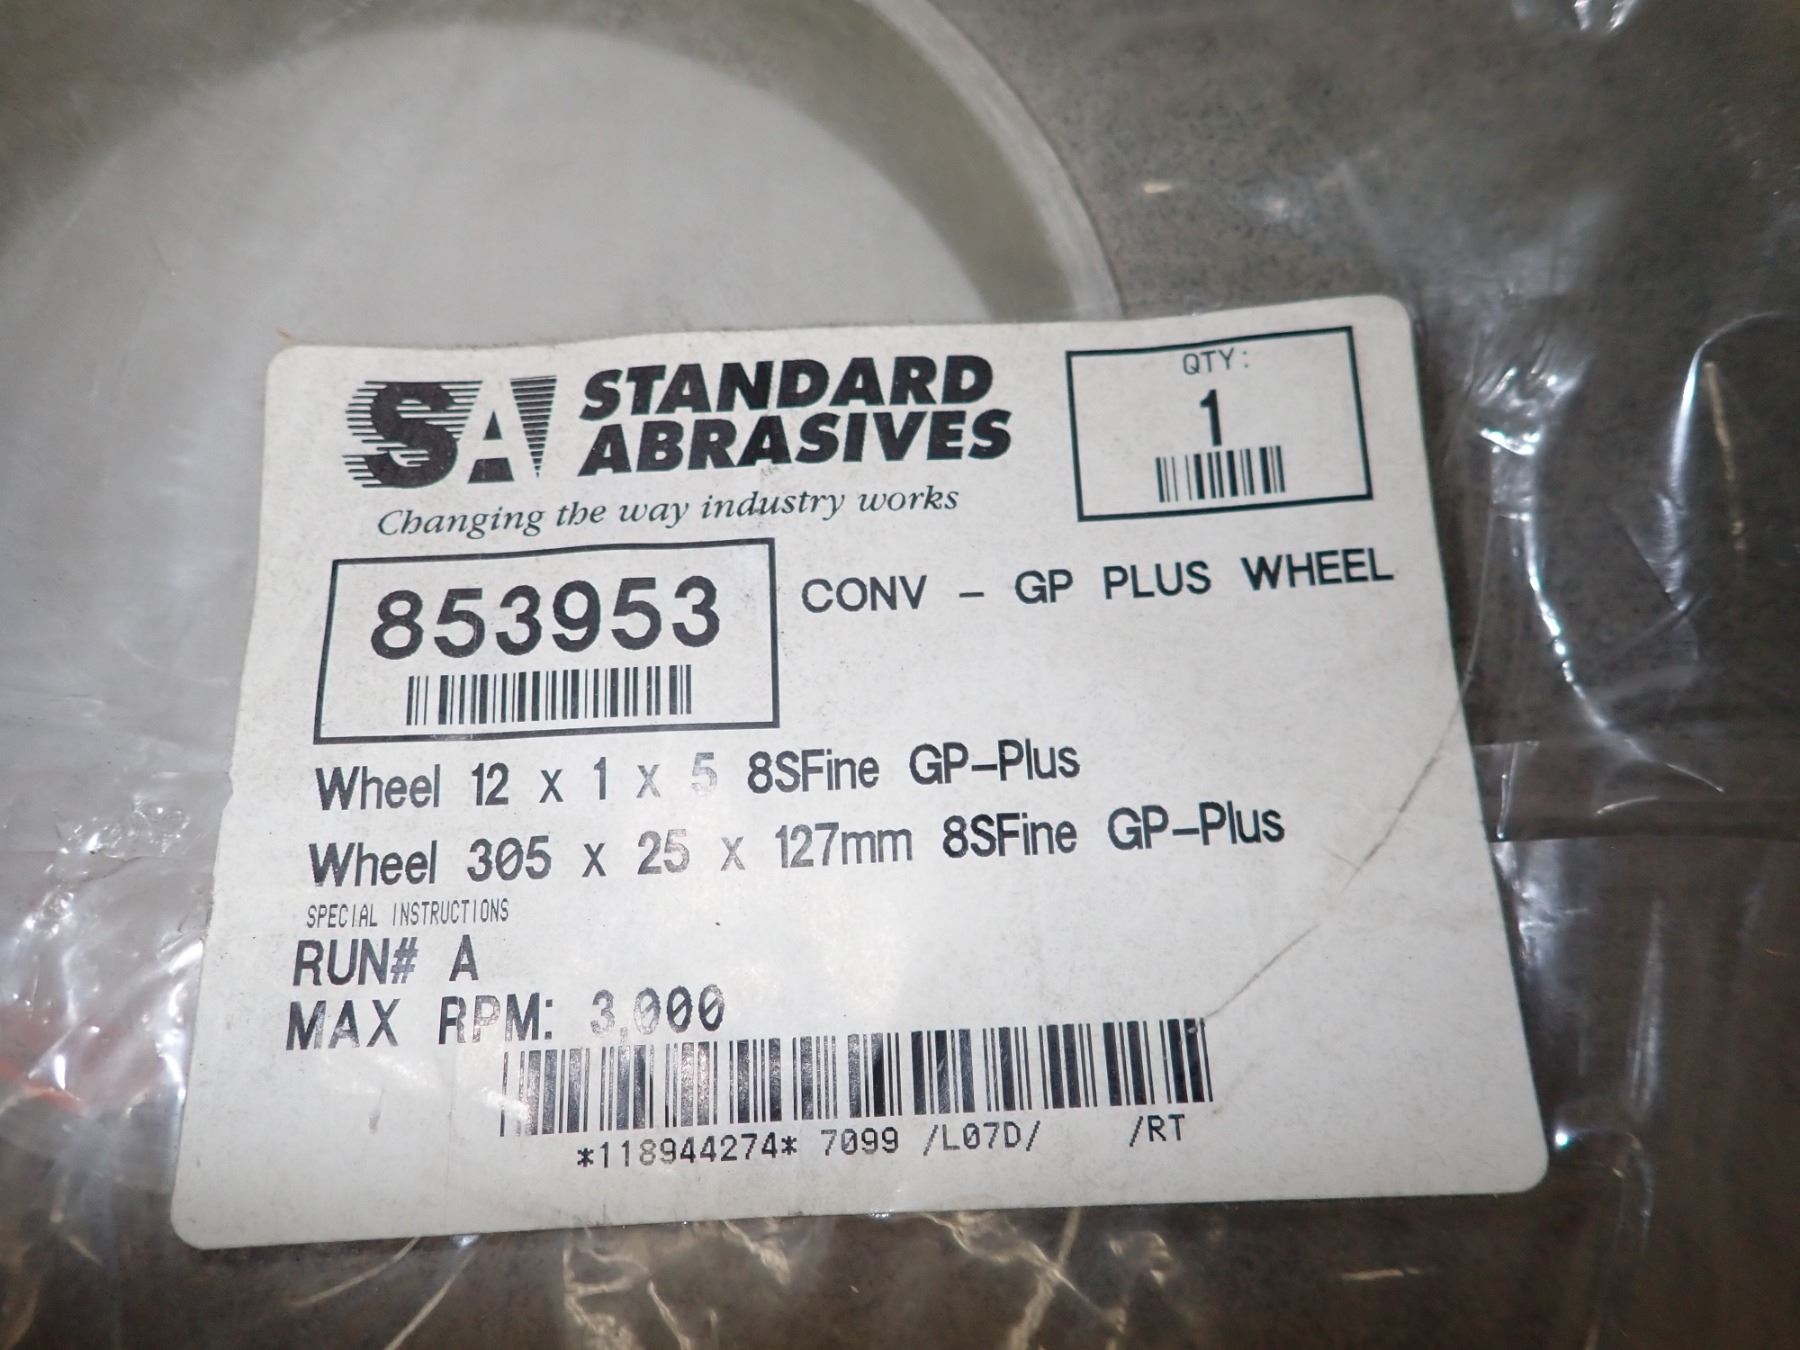 SA STANDARD
ABRASIVES
Changing the way industry works
QTY:
1
853953
CONV - GP PLUS WHEEL
Wheel 12 x 1 x 5 8SFine GP-Plus
Wheel 305 x 25 x 127mm 8SFine GP-Plus
SPECIAL INSTRUCTIONS
RUN# A
MAX RPM: 3,000
*118944274* 7099 /L07D/ /RT